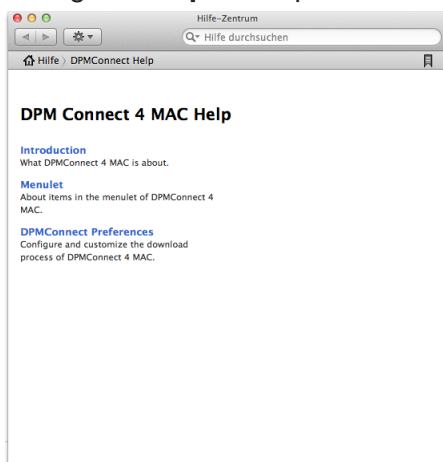 Hilfe-Zentrum
Hilfe durchsuchen
Hilfe 〉 DPMConnect Help
DPM Connect 4 MAC Help
Introduction
What DPMConnect 4 MAC is about.
Menulet
About items in the menulet of DPMConnect 4
MAC.
DPMConnect Preferences
Configure and customize the download
process of DPMConnect 4 MAC.